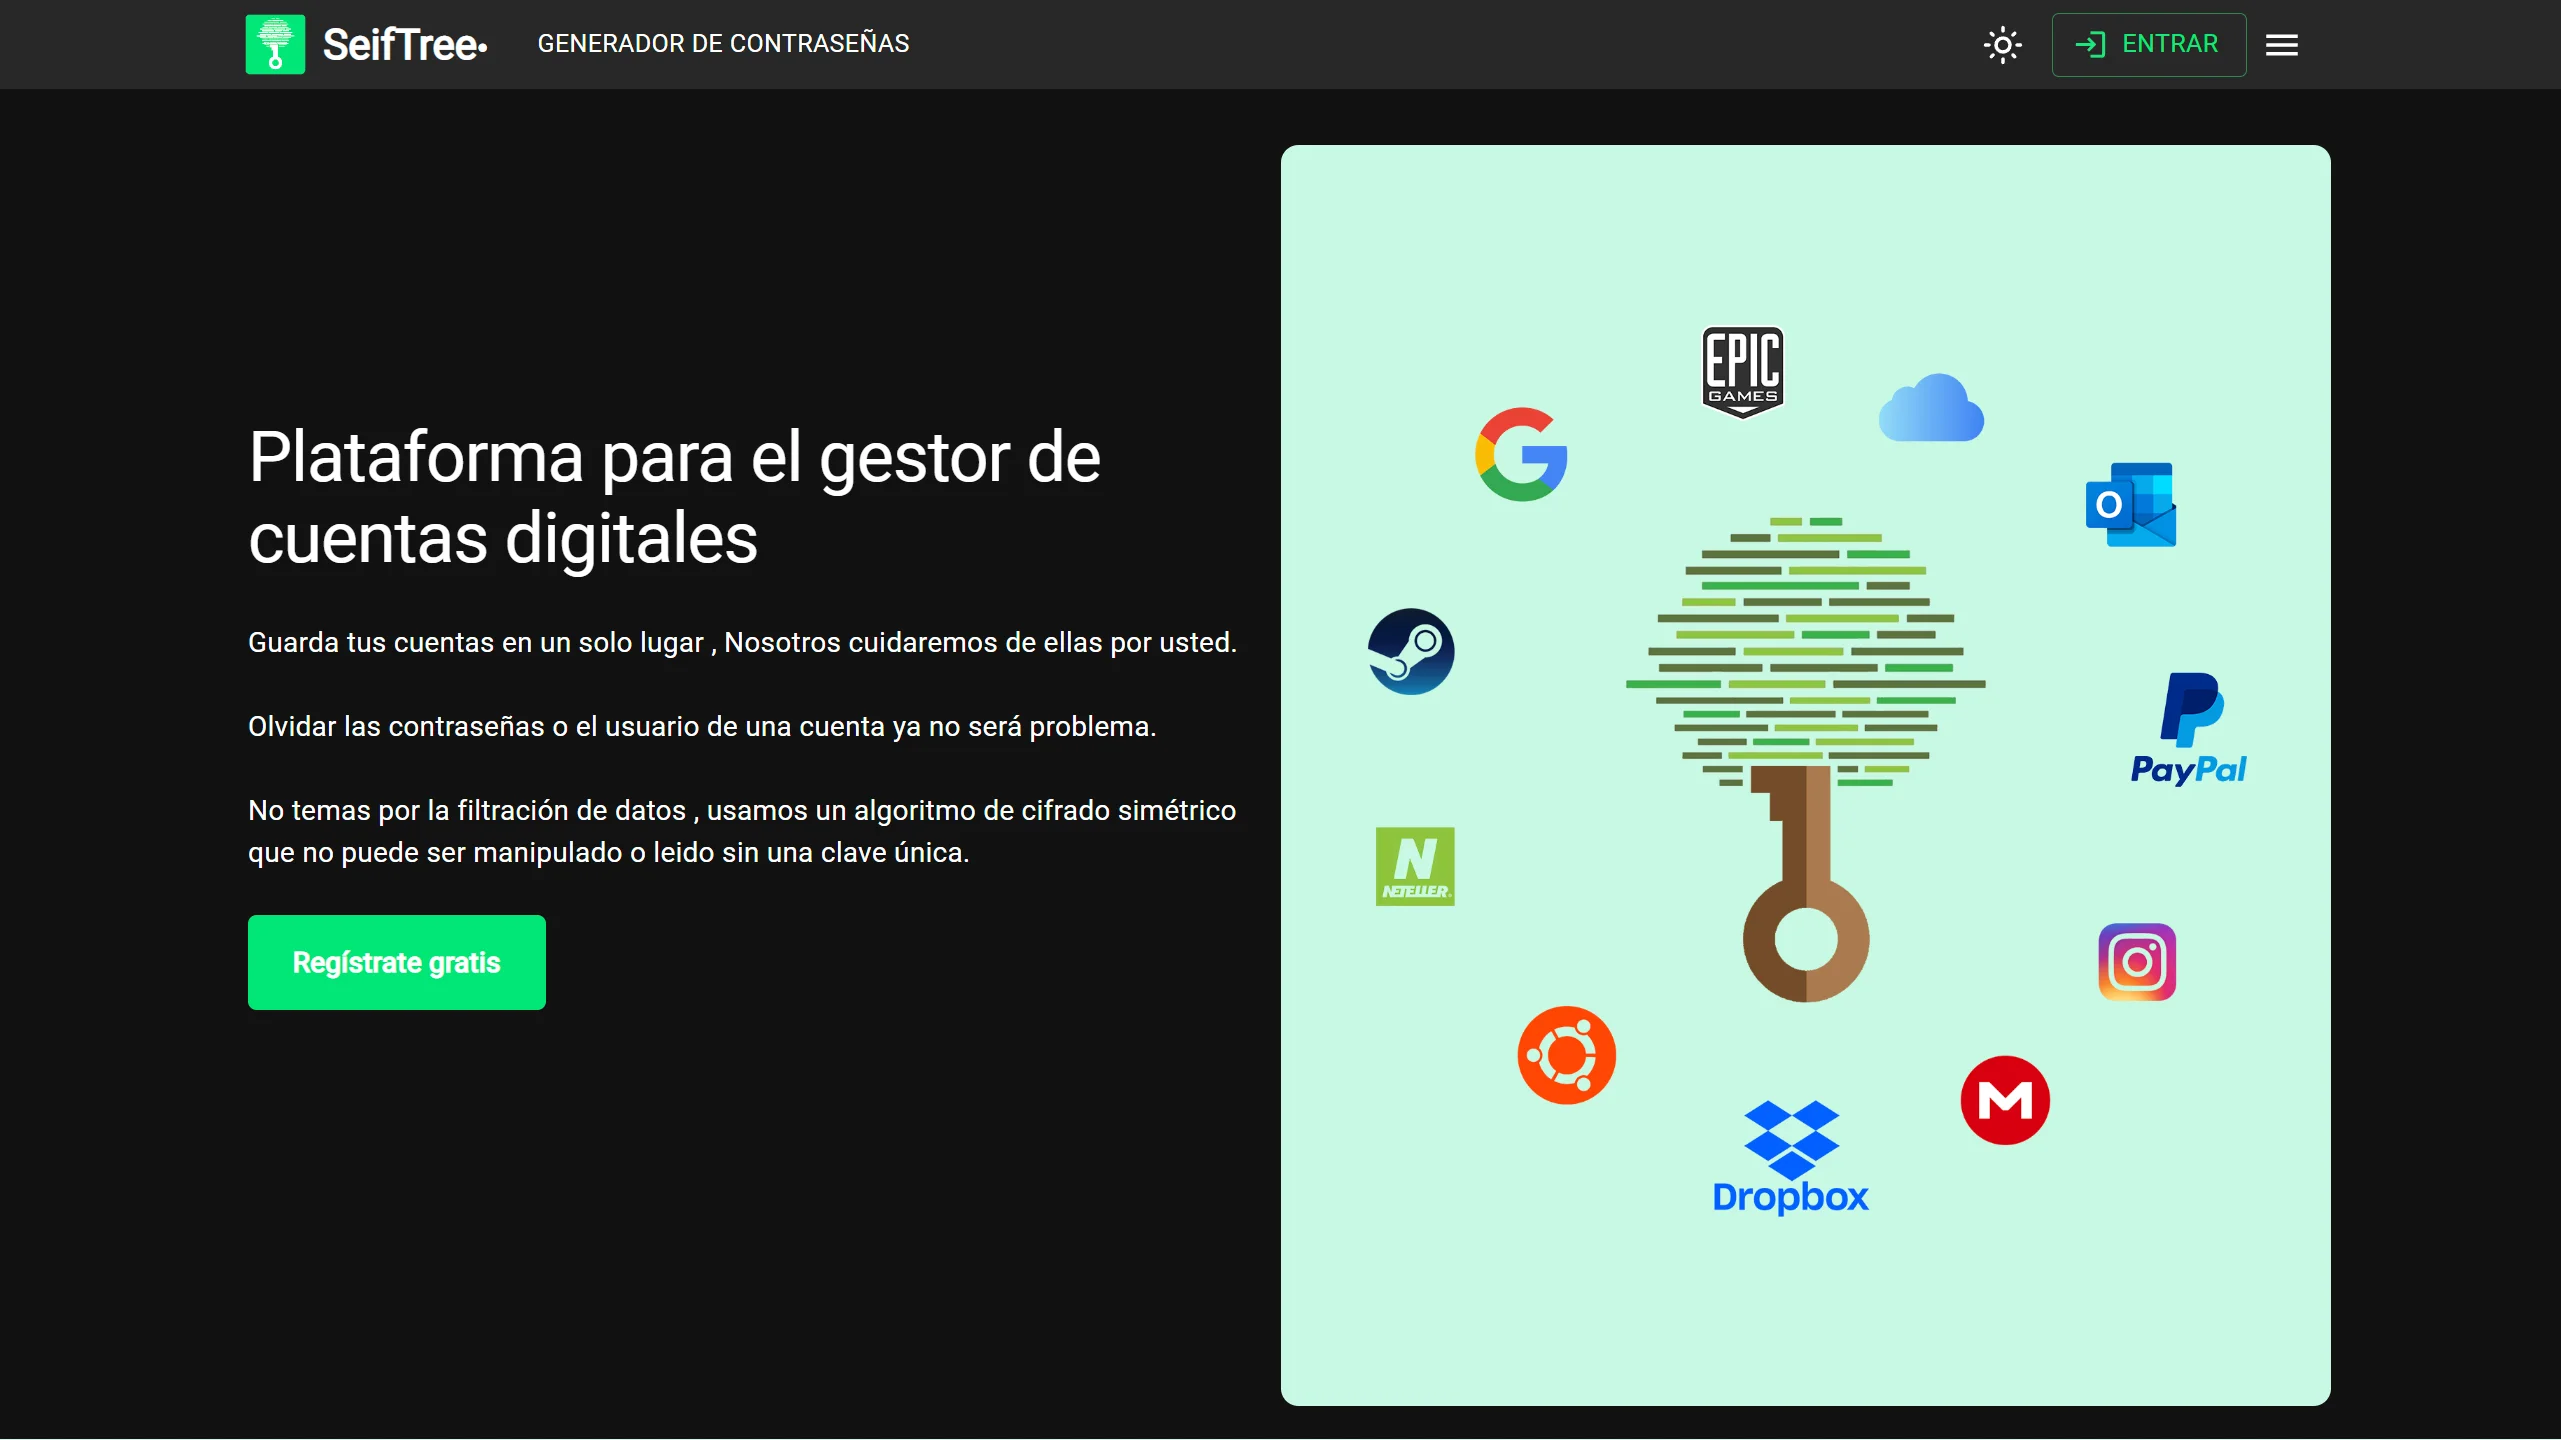 SeifTree•
GENERADOR DE CONTRASEÑAS
ENTRAR
Plataforma para el gestor de
cuentas digitales
Guarda tus cuentas en un solo lugar , Nosotros cuidaremos de ellas por usted.
Olvidar las contraseñas o el usuario de una cuenta ya no será problema.
No temas por la filtración de datos , usamos un algoritmo de cifrado simétrico
que no puede ser manipulado o leido sin una clave única.
Regístrate gratis
EPIC
GAMES
O
PayPal
N
NETELLER
M
Dropbox